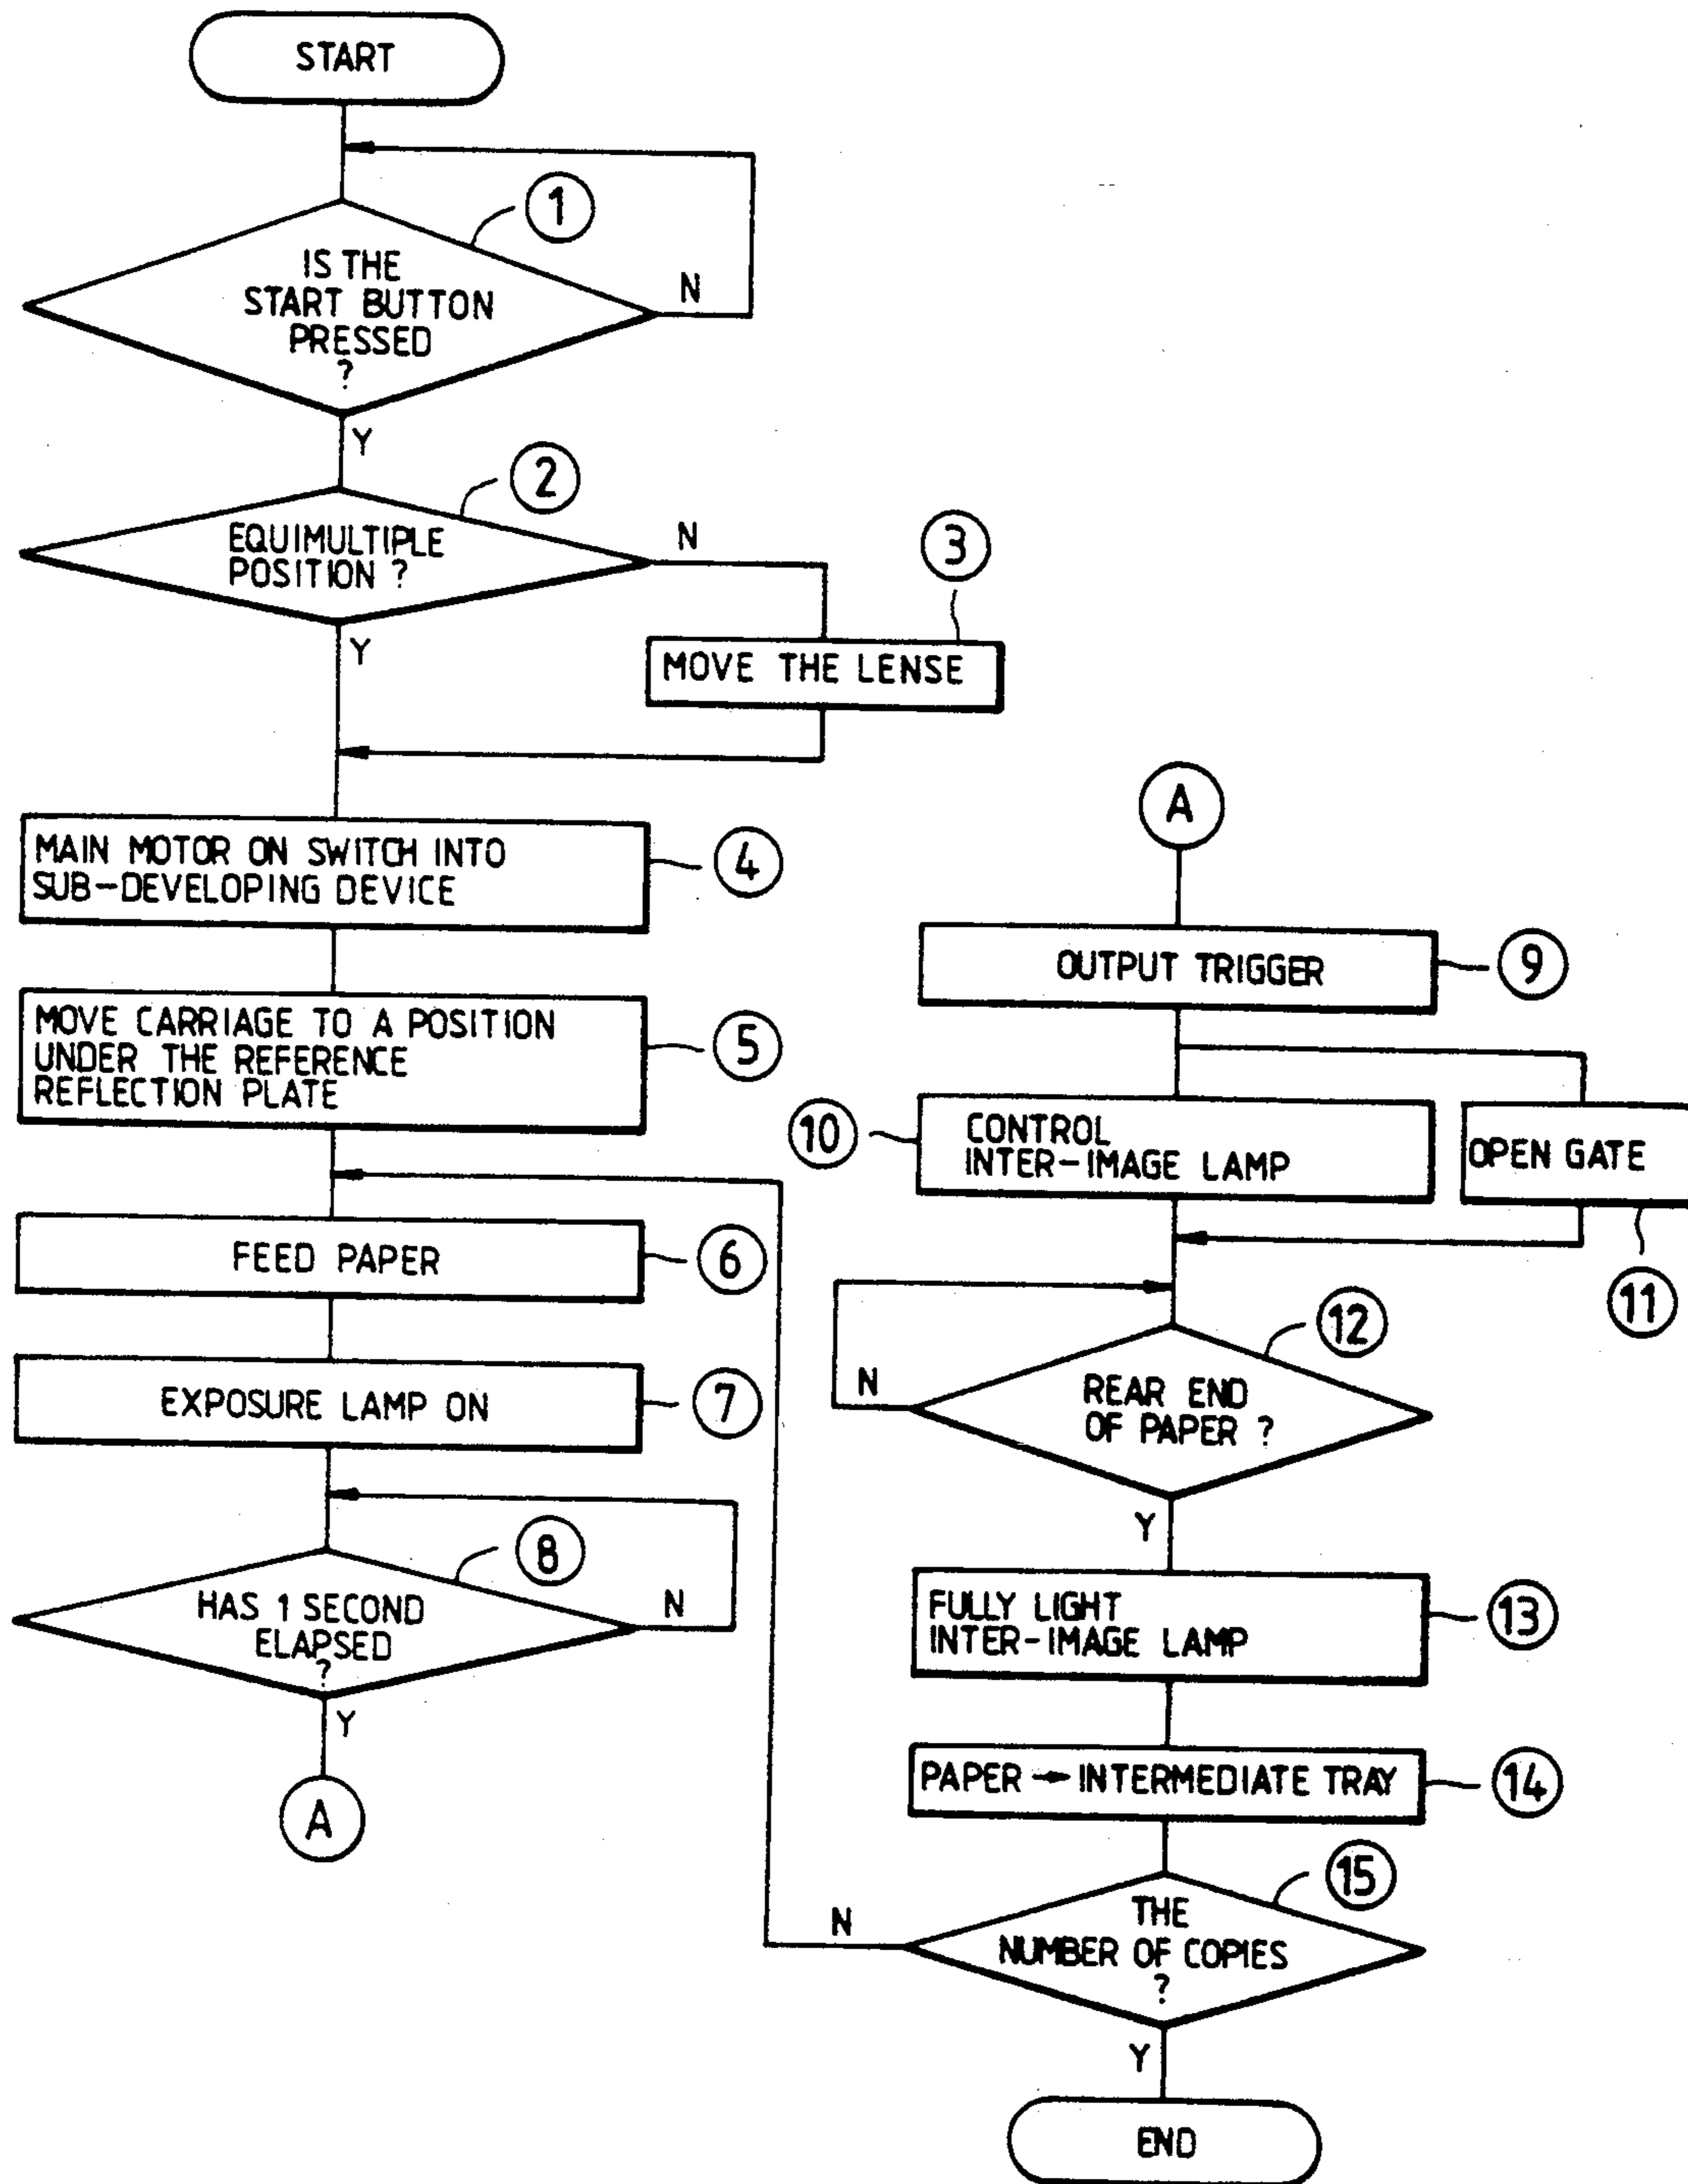 START
1
IS THE
START BUTTON
PRESSED
?
N
Y
2
EQUIMULTIPLE
POSITION ?
N
Y
3
MOVE THE LENSE
MAIN MOTOR ON SWITCH INTO
SUB-DEVELOPING DEVICE
4
MOVE CARRIAGE TO A POSITION
UNDER THE REFERENCE
REFLECTION PLATE
5
FEED PAPER
6
EXPOSURE LAMP ON
7
8
HAS 1 SECOND
ELAPSED
?
N
Y
A
A
OUTPUT TRIGGER
9
10
CONTROL
INTER-IMAGE LAMP
OPEN GATE
11
12
REAR END
OF PAPER ?
N
Y
FULLY LIGHT
INTER-IMAGE LAMP
13
PAPER → INTERMEDIATE TRAY
14
15
THE
NUMBER OF COPIES
?
N
Y
END